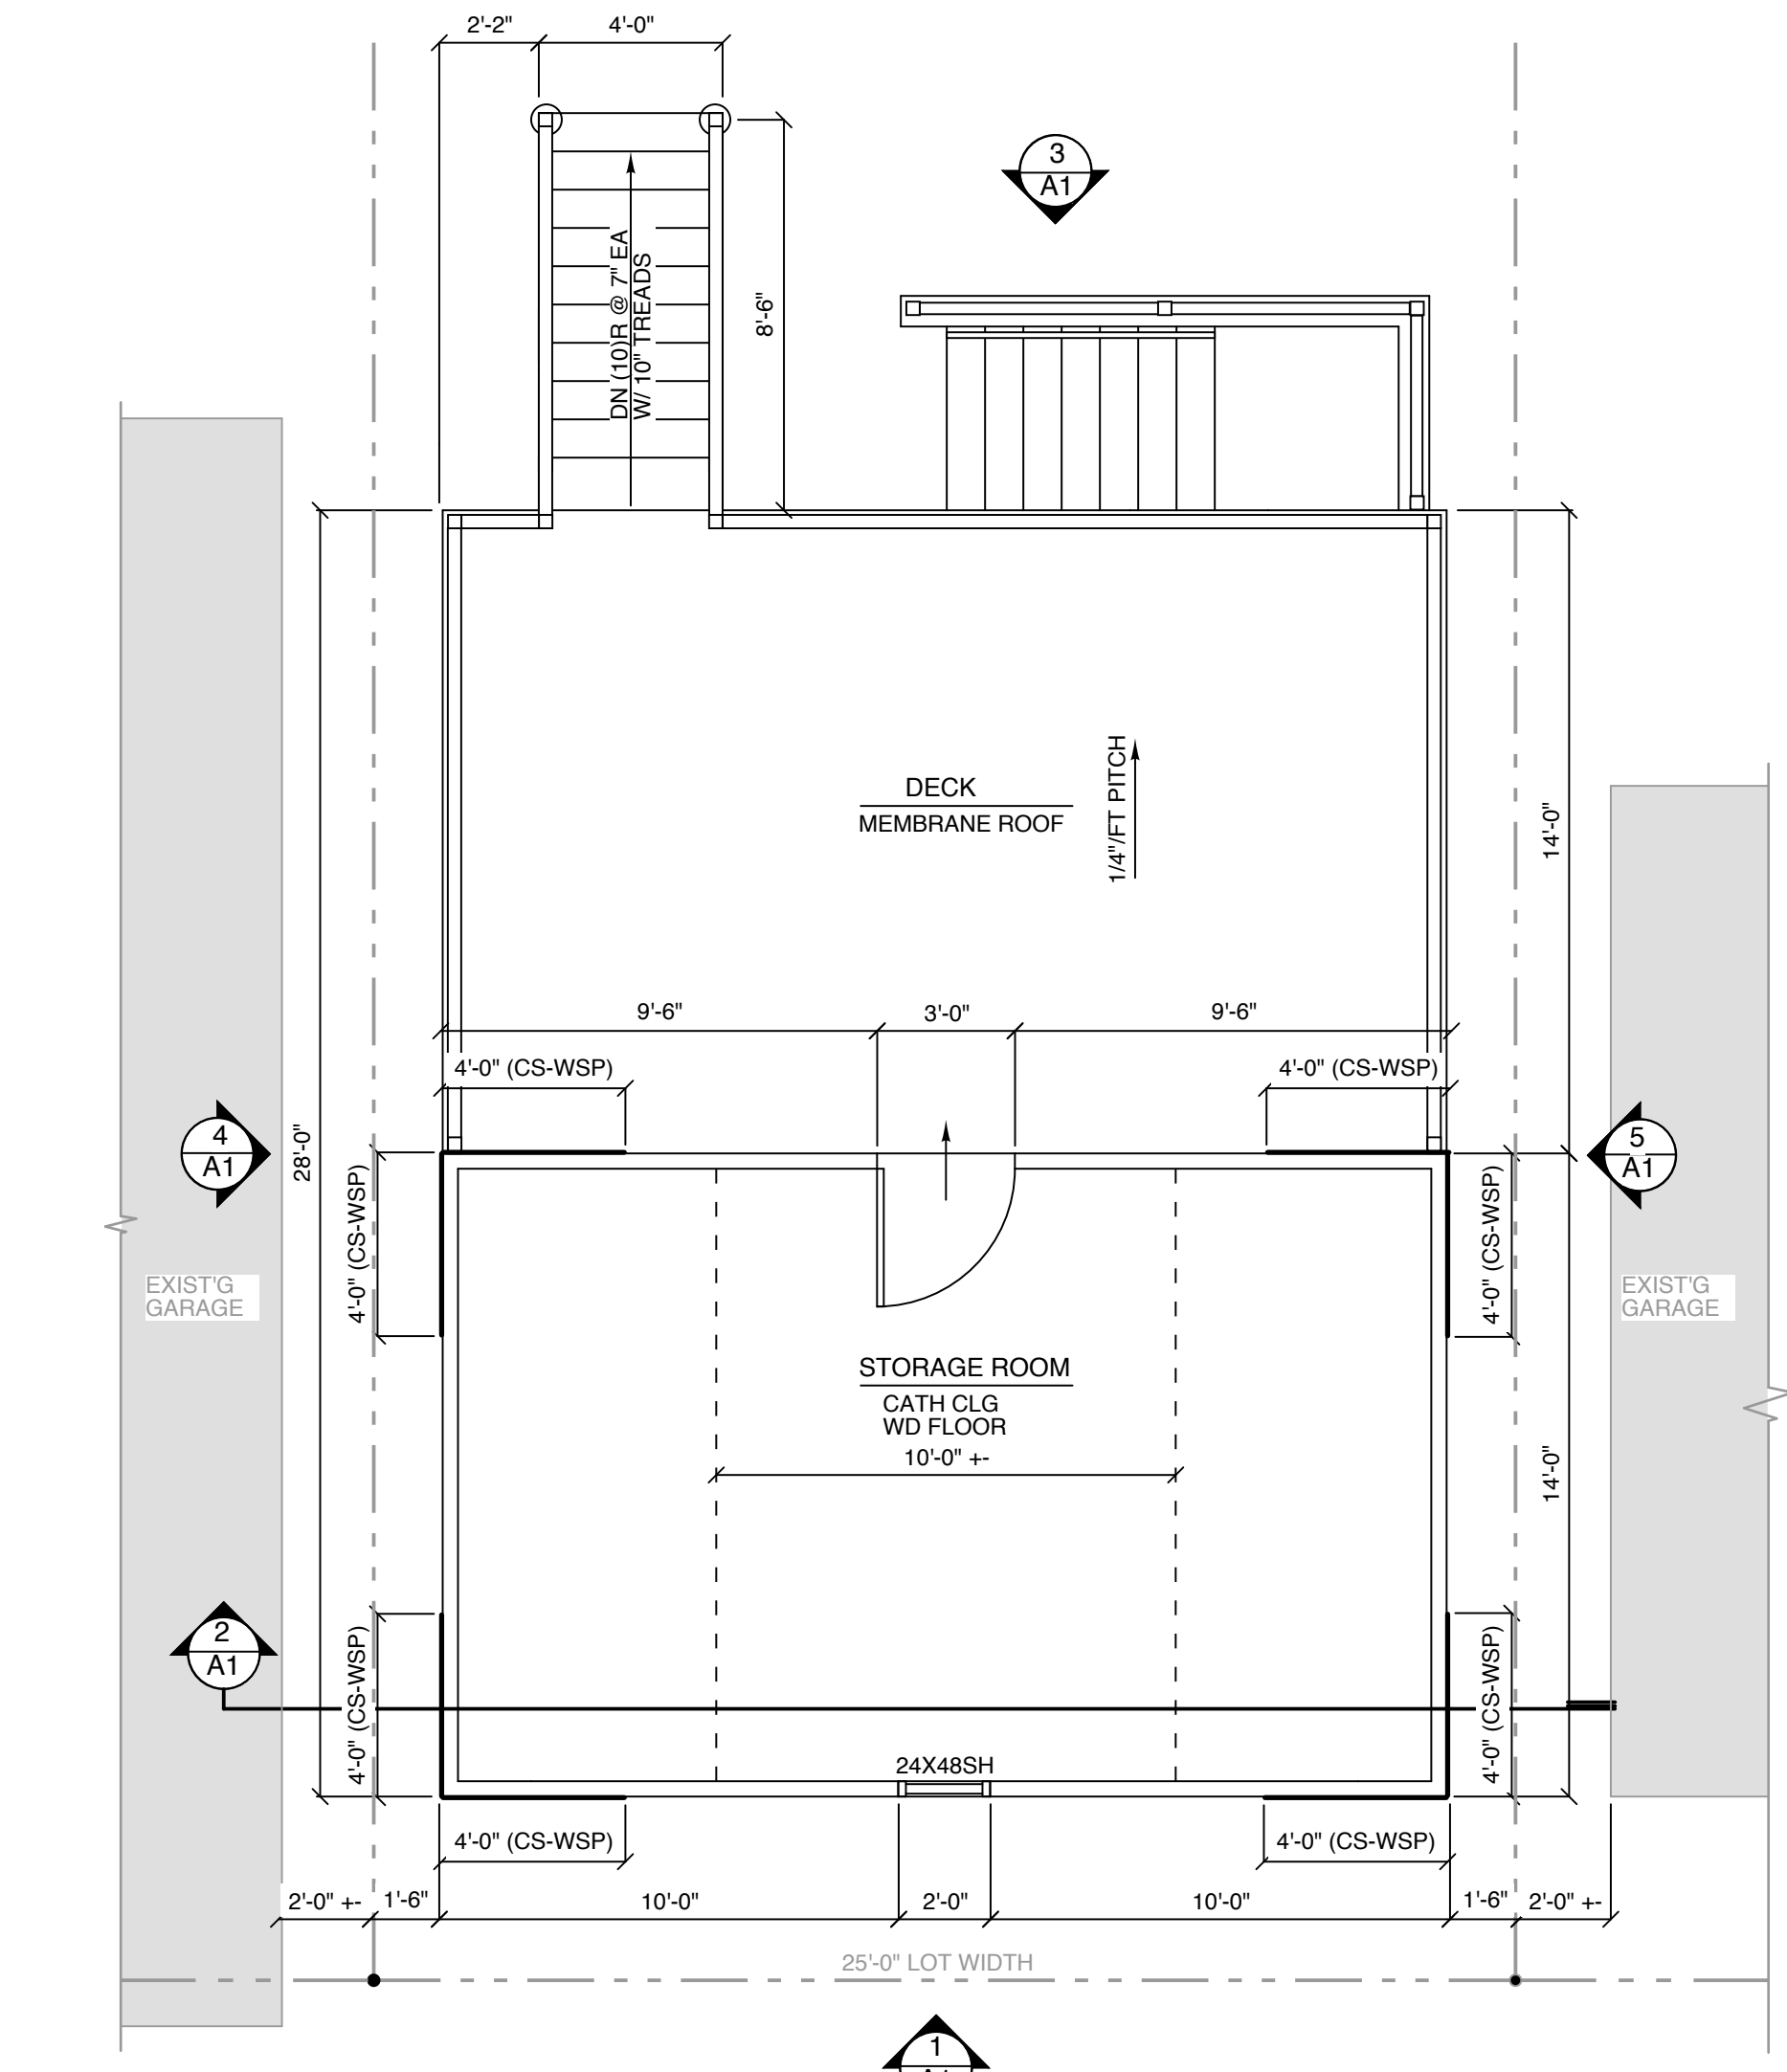 2'-2"
4'-0"
3
A1
DN (10)R @ 7" EA
W/ 10" TREADS
8'-6"
DECK
MEMBRANE ROOF
1/4"/FT PITCH
14'-0"
9'-6"
3'-0"
9'-6"
4'-0" (CS-WSP)
4'-0" (CS-WSP)
4
A1
28'-0"
5
A1
4'-0" (CS-WSP)
4'-0" (CS-WSP)
EXIST'G
GARAGE
EXIST'G
GARAGE
STORAGE ROOM
CATH CLG
WD FLOOR
10'-0" +-
14'-0"
2
A1
4'-0" (CS-WSP)
4'-0" (CS-WSP)
24X48SH
4'-0" (CS-WSP)
4'-0" (CS-WSP)
2'-0" +-
1'-6"
10'-0"
2'-0"
10'-0"
1'-6"
2'-0" +-
25'-0" LOT WIDTH
1